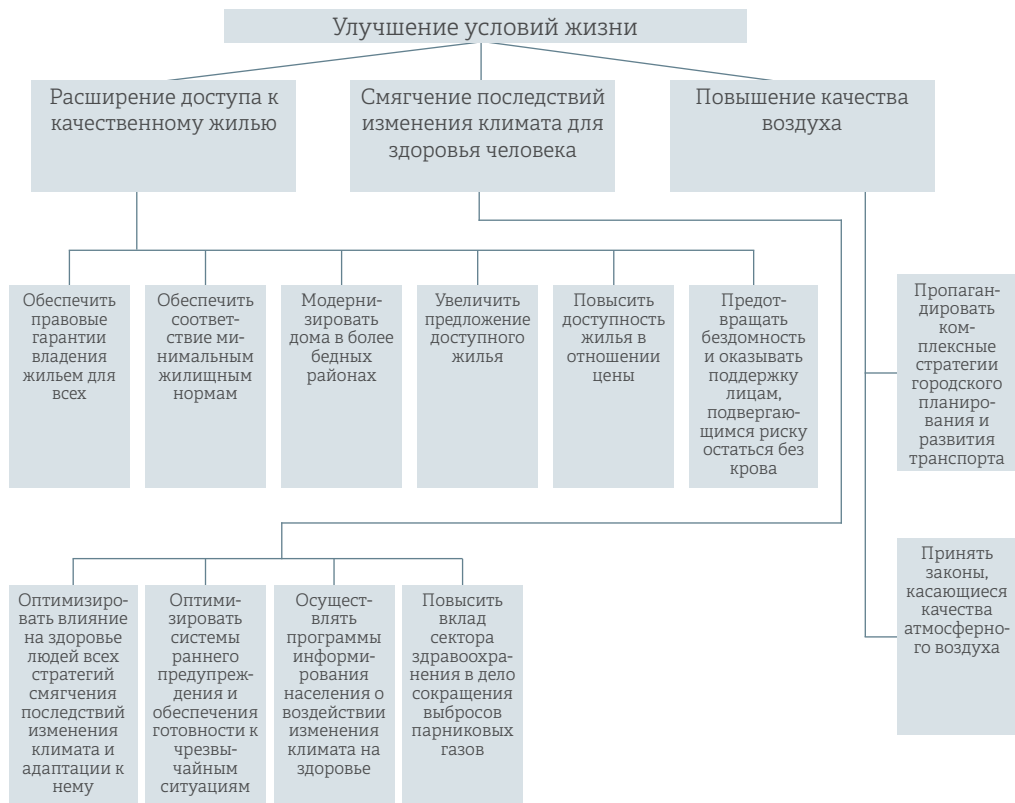 Улучшение условий жизни
Расширение доступа к
качественному жилью
Смягчение последствий
изменения климата для
здоровья человека
Повышение качества
воздуха
Обеспечить
правовые
гарантии
владения
жильем для
всех
Обеспечить
соответ-
ствие ми-
нимальным
жилищным
нормам
Модерни-
зировать
дома в более
бедных
районах
Увеличить
предложение
доступного
жилья
Повысить
доступность
жилья в
отношении
цены
Предот-
вращать
бездомность
и оказывать
поддержку
лицам,
подвергаю-
щимся риску
остаться без
крова
Пропаган-
дировать
ком-
плексные
стратегии
городского
планиро-
вания и
развития
транспорта
Принять
законы,
касающиеся
качества
атмосферно-
го воздуха
Оптимизиро-
вать влияние
на здоровье
людей всех
стратегий
смягчения
последствий
изменения
климата и
адаптации к
нему
Оптими-
зировать
системы
раннего
предупреж-
дения и
обеспечения
готовности к
чрезвы-
чайным
ситуациям
Осущест-
влять
программы
информи-
рования
населения о
воздействии
изменения
климата на
здоровье
Повысить
вклад
сектора
здравоохра-
нения в дело
сокращения
выбросов
парниковых
газов